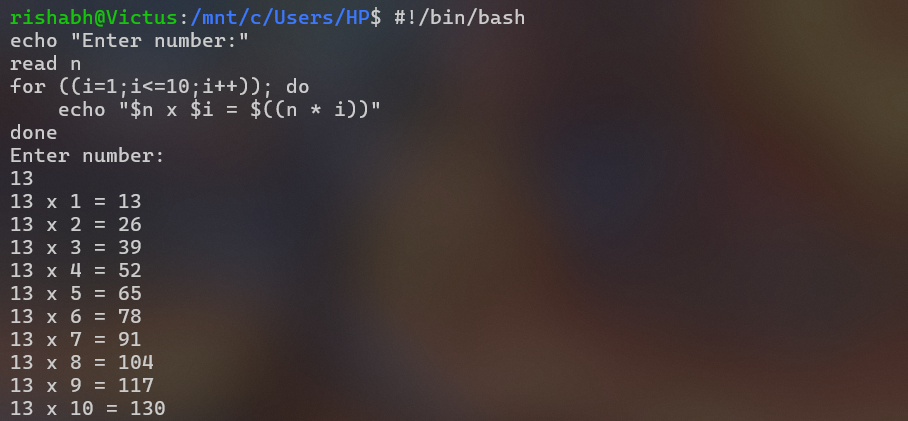 rishabh@Victus:/mnt/c/Users/HP$ #!/bin/bash
echo "Enter number:"
read n
for ((i=1;i<=10;i++)); do
    echo "$n x $i = $((n * i))"
done
Enter number:
13
13 x 1 = 13
13 x 2 = 26
13 x 3 = 39
13 x 4 = 52
13 x 5 = 65
13 x 6 = 78
13 x 7 = 91
13 x 8 = 104
13 x 9 = 117
13 x 10 = 130